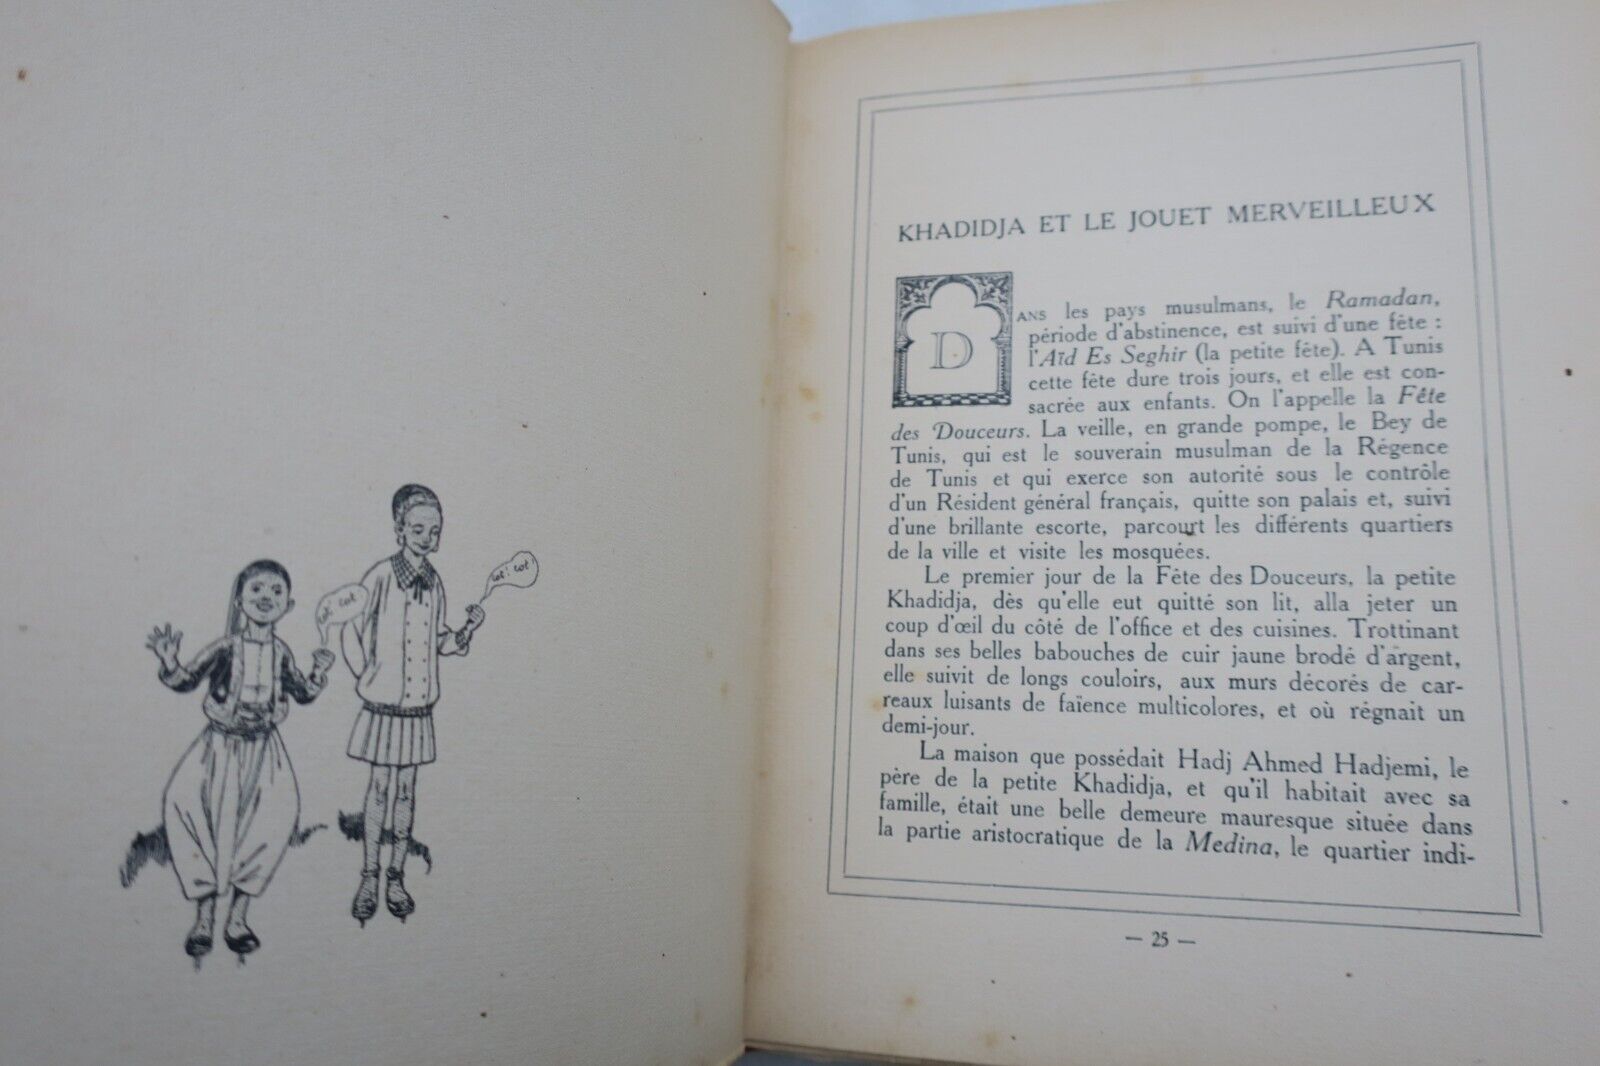 cot! cot
cot! cot!
KHADIDJA ET LE JOUET MERVEILLEUX
DANS les pays musulmans, le Ramadan,
période d'abstinence, est suivi d'une fête :
l'Aïd Es Seghir (la petite fête). A Tunis
cette fête dure trois jours, et elle est con-
sacrée aux enfants. On l'appelle la Fête
des Douceurs. La veille, en grande pompe, le Bey de
Tunis, qui est le souverain musulman de la Régence
de Tunis et qui exerce son autorité sous le contrôle
d'un Résident général français, quitte son palais et, suivi
d'une brillante escorte, parcourt les différents quartiers
de la ville et visite les mosquées.
Le premier jour de la Fête des Douceurs, la petite
Khadidja, dès qu'elle eut quitté son lit, alla jeter un
coup d'œil du côté de l'office et des cuisines. Trottinant
dans ses belles babouches de cuir jaune brodé d'argent,
elle suivit de longs couloirs, aux murs décorés de car-
reaux luisants de faïence multicolores, et où régnait un
demi-jour.
La maison que possédait Hadj Ahmed Hadjemi, le
père de la petite Khadidja, et qu'il habitait avec sa
famille, était une belle demeure mauresque située dans
la partie aristocratique de la Medina, le quartier indi-
— 25 —